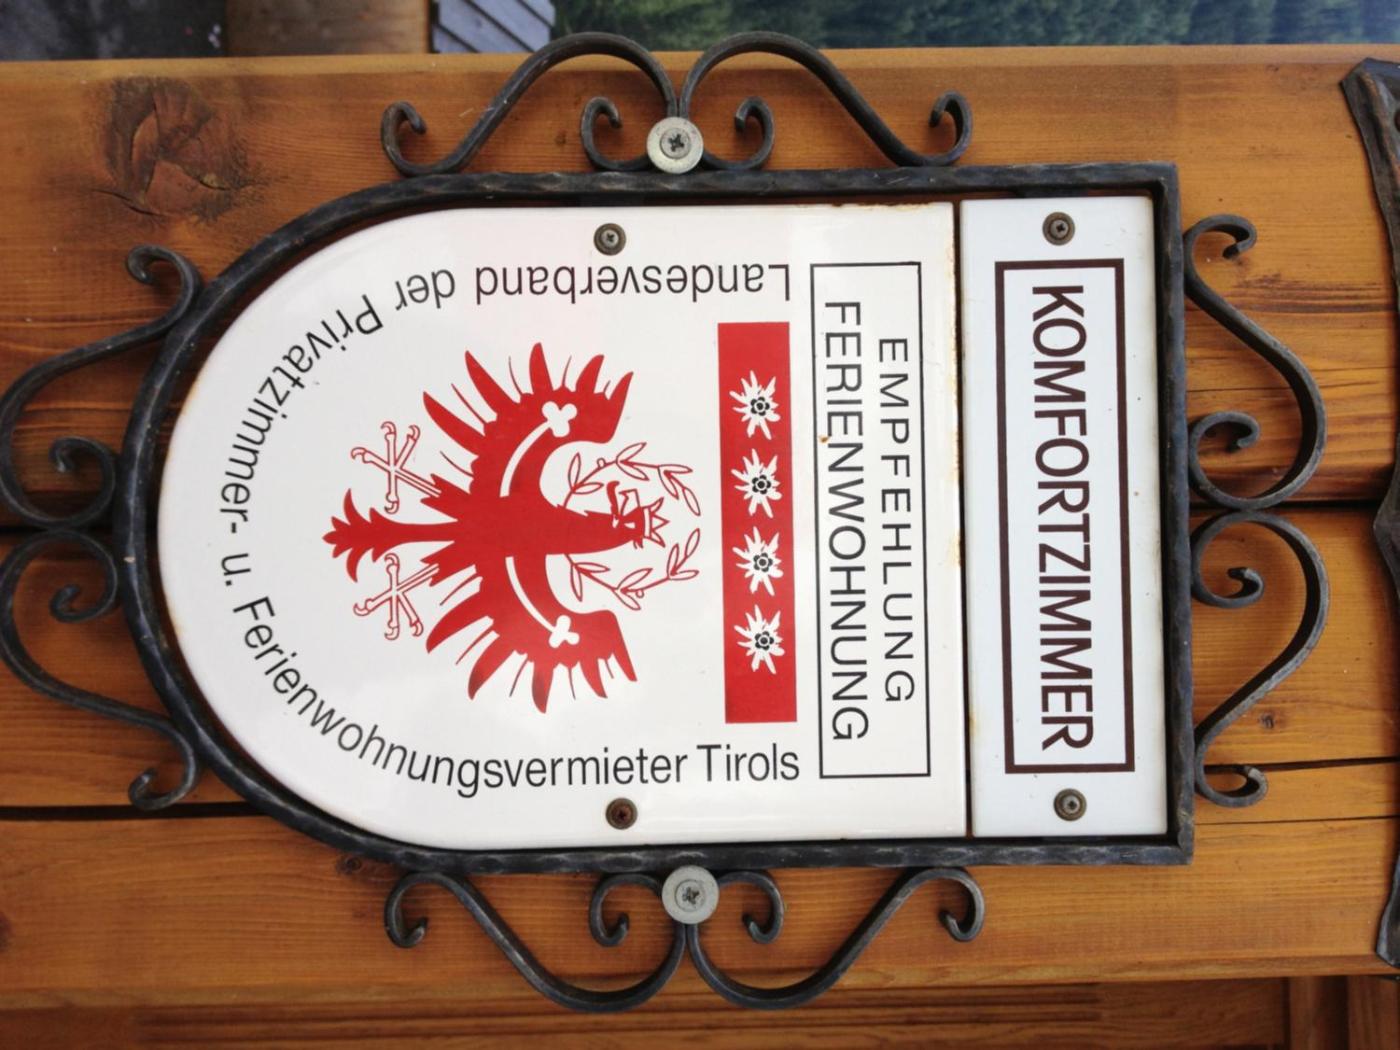 Landesverband der Privatzimmer- u. Ferienwohnungsvermieter Tirols
EMPFEHLUNG
FERIENWOHNUNG
KOMFORTZIMMER